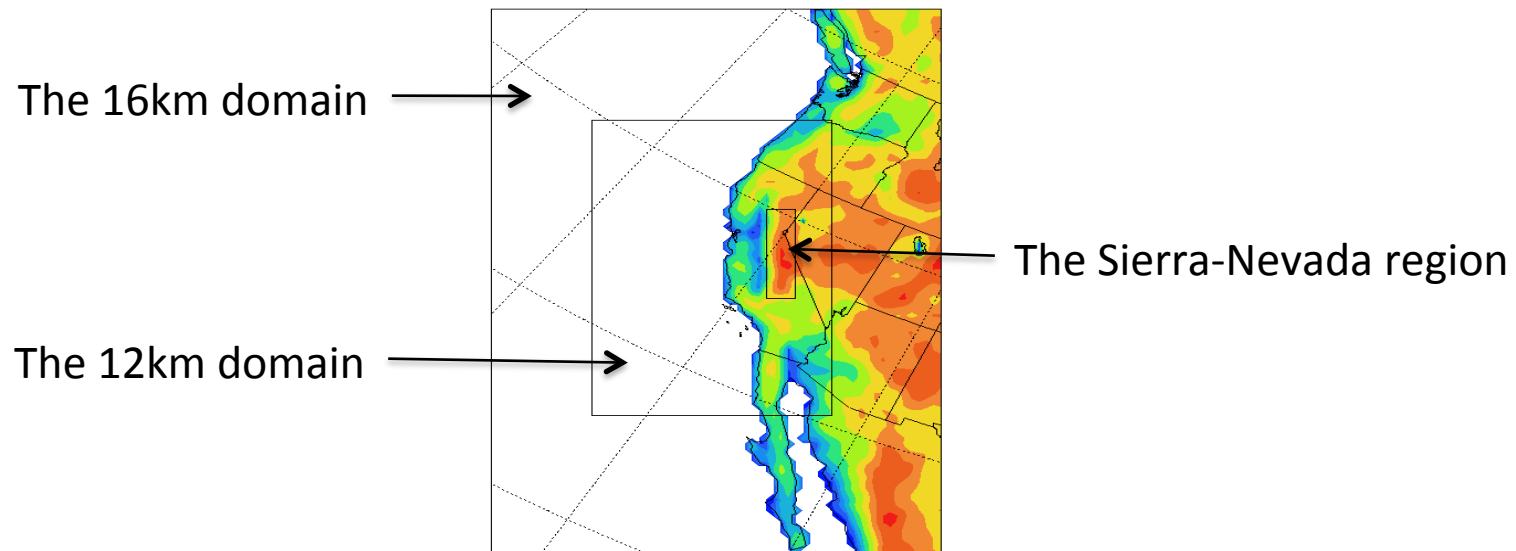 The 16km domain
The Sierra-Nevada region
The 12km domain